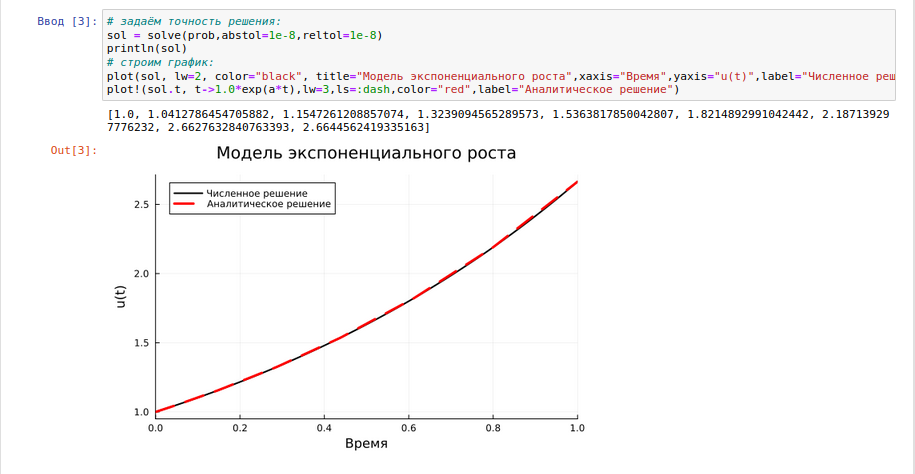 Ввод [3]:
# задаём точность решения:
sol = solve(prob,abstol=1e-8,reltol=1e-8)
println(sol)
# строим график:
plot(sol, lw=2, color="black", title="Модель экспоненциального роста",xaxis="Время",yaxis="u(t)",label="Численное реш
plot!(sol.t, t->1.0*exp(a*t),lw=3,ls=:dash,color="red",label="Аналитическое решение")
[1.0, 1.0412786454705882, 1.1547261208857074, 1.3239094565289573, 1.5363817850042807, 1.8214892991042442, 2.18713929
7776232, 2.6627632840763393, 2.6644562419335163]
Out[3]:
Модель экспоненциального роста
Численное решение
Аналитическое решение
2.5
2.0
1.5
1.0
u(t)
0.0 0.2 0.4 0.6 0.8 1.0
Время